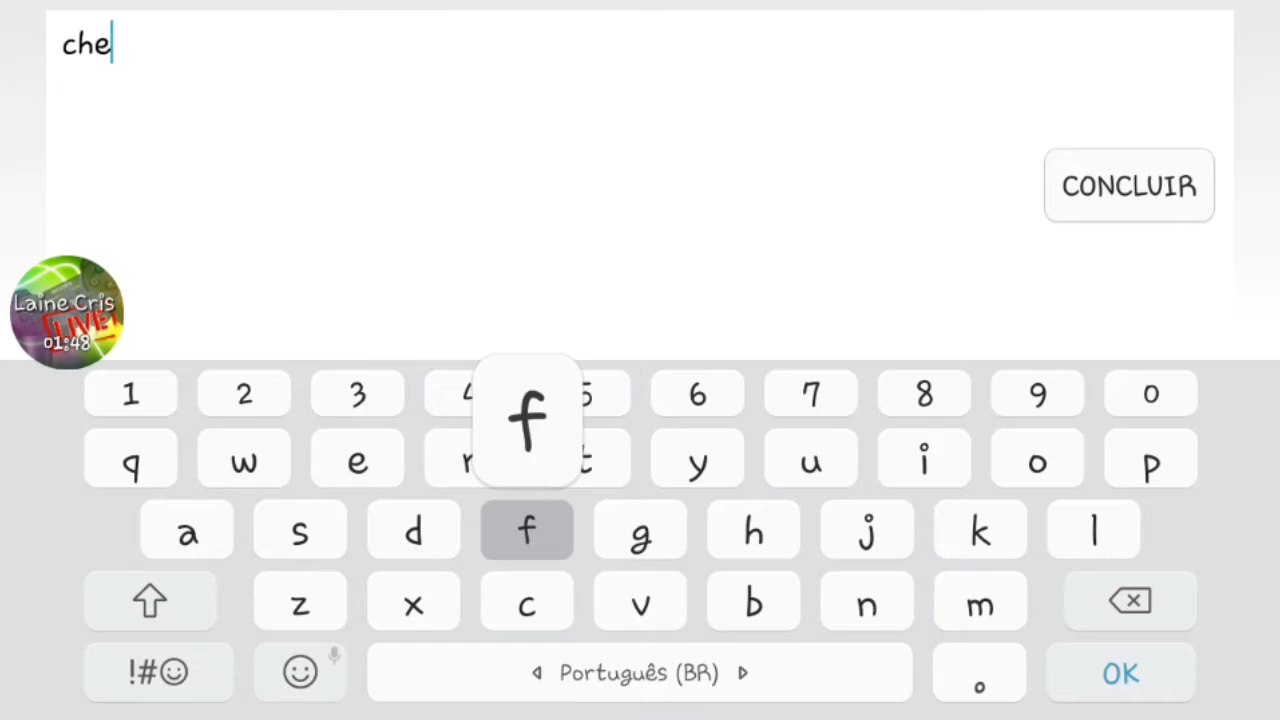 che
CONCLUIR
Laine Cris
LIVE!
01:48
f
1 2 3 4 5 6 7 8 9 0
q w e r t y u i o p
a s d f g h j k l
z x c v b n m
!#☺ ☺ Português (BR) . OK